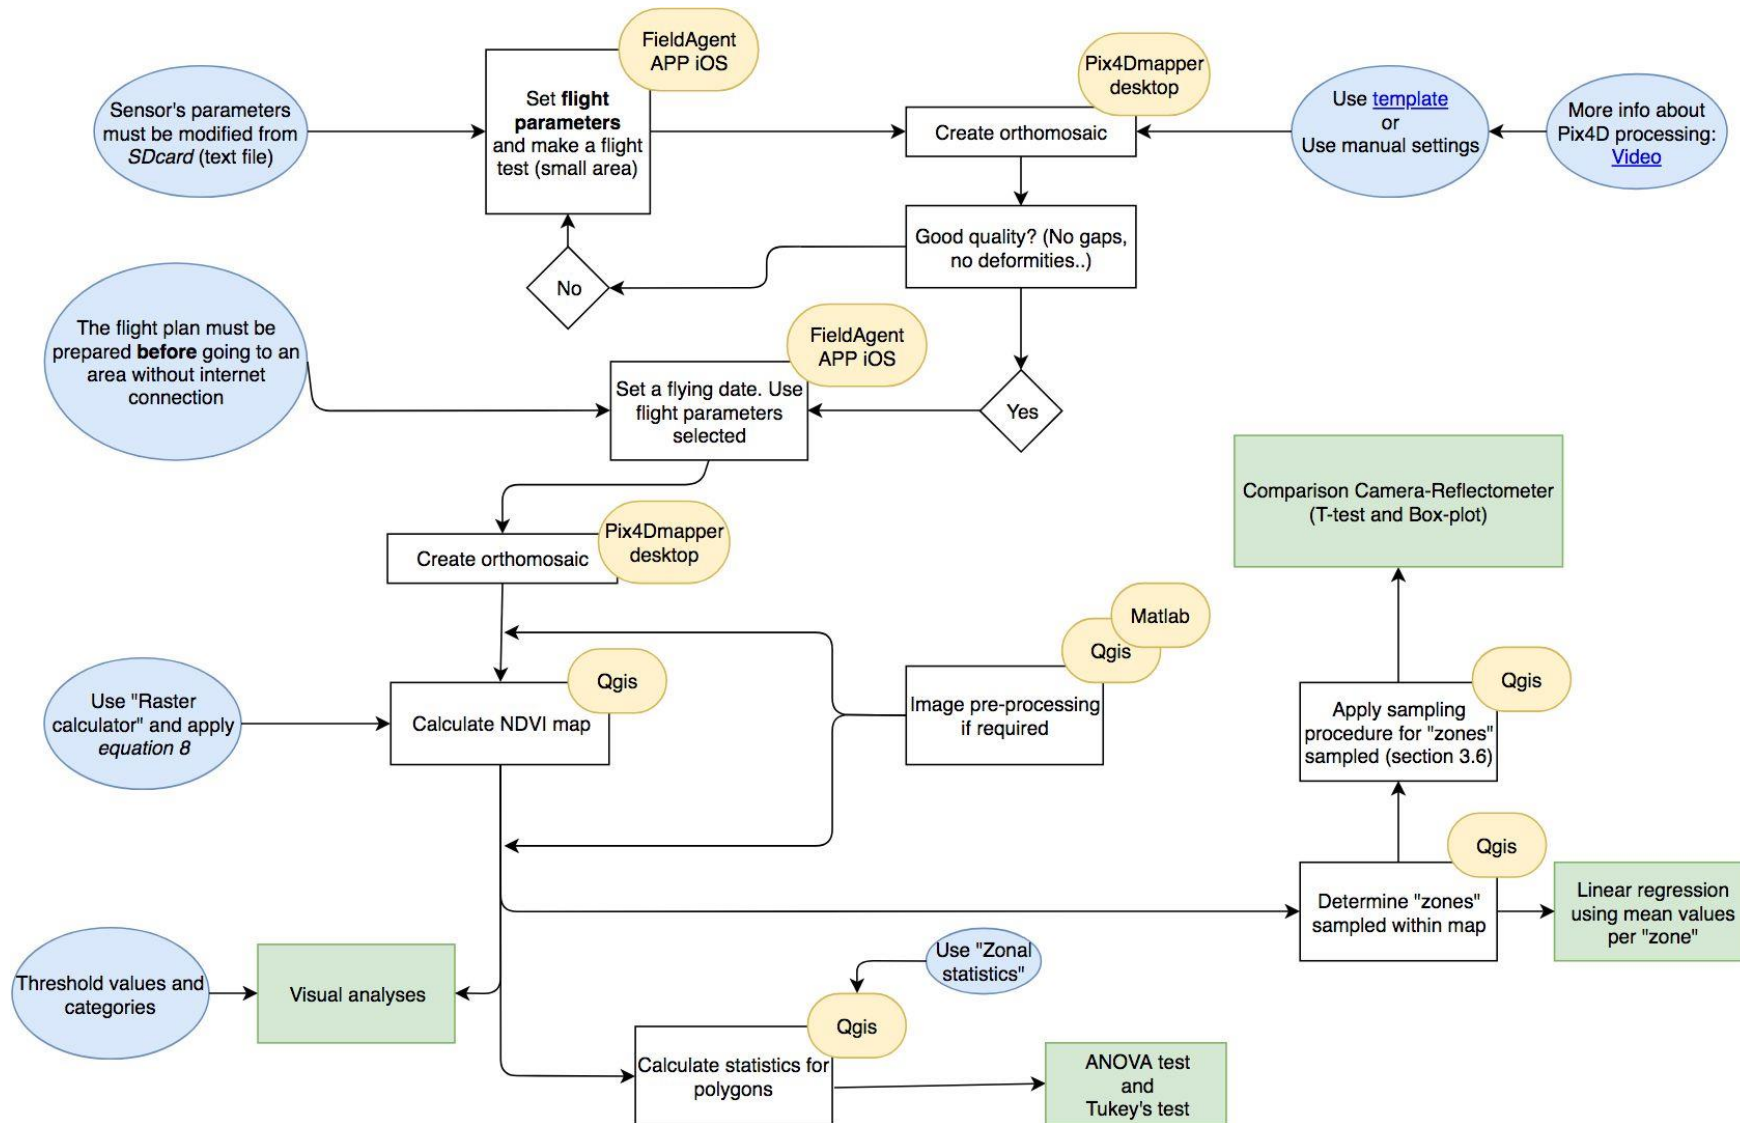 FieldAgent
APP iOS
Sensor's parameters
must be modified from
SDcard (text file)
Set flight
parameters
and make a flight
test (small area)
Pix4Dmapper
desktop
Create orthomosaic
Use template
or
Use manual settings
More info about
Pix4D processing:
Video
Good quality? (No gaps,
no deformities..)
No
The flight plan must be
prepared before going to an
area without internet
connection
FieldAgent
APP iOS
Set a flying date. Use
flight parameters
selected
Yes
Comparison Camera-Reflectometer
(T-test and Box-plot)
Create orthomosaic
Pix4Dmapper
desktop
Matlab
Qgis
Image pre-processing
if required
Use "Raster
calculator" and apply
equation 8
Qgis
Calculate NDVI map
Qgis
Apply sampling
procedure for "zones"
sampled (section 3.6)
Qgis
Determine "zones"
sampled within map
Linear regression
using mean values
per "zone"
Threshold values and
categories
Visual analyses
Use "Zonal
statistics"
Qgis
Calculate statistics for
polygons
ANOVA test
and
Tukey's test